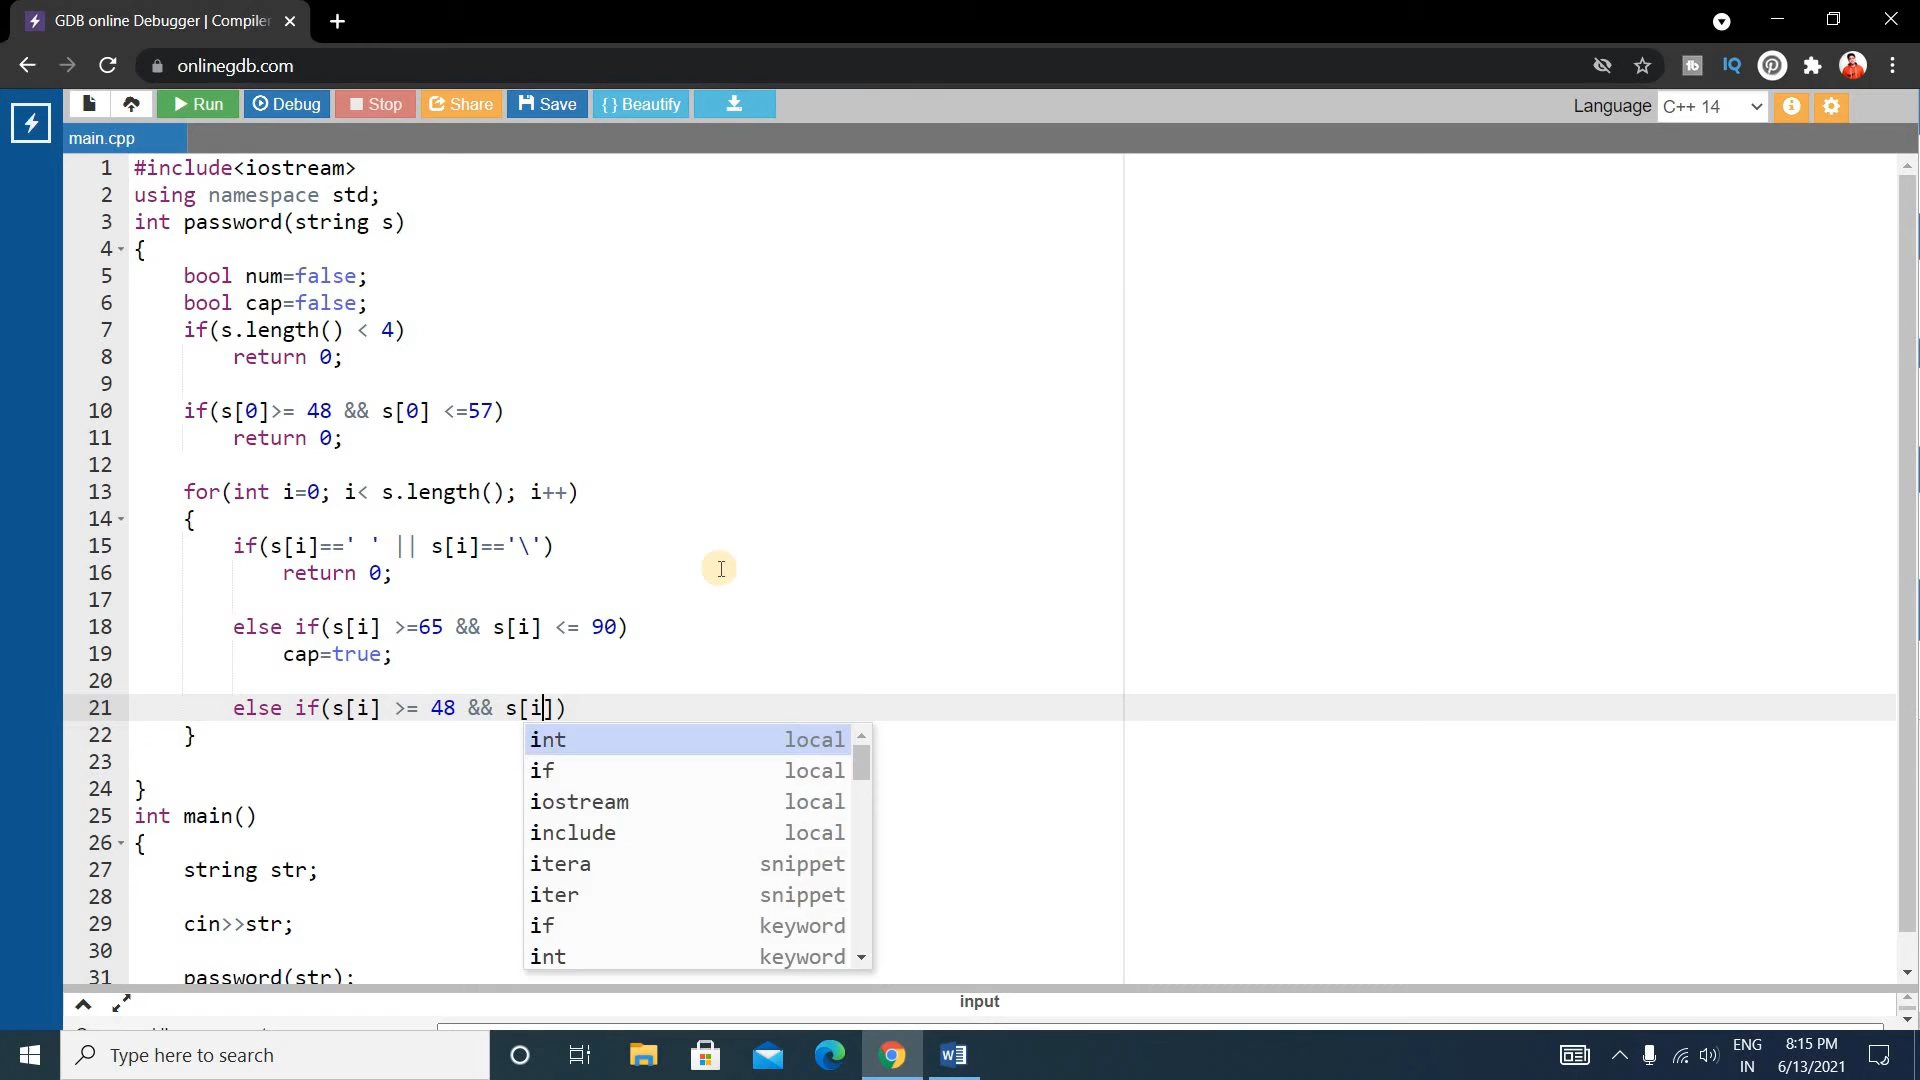 GDB online Debugger | Compiler
onlinegdb.com
IQ
Run
Debug
Stop
Share
Save
{ } Beautify
Language C++ 14
main.cpp
1 #include<iostream>
2 using namespace std;
3 int password(string s)
4 {
5 bool num=false;
6 bool cap=false;
7 if(s.length() < 4)
8 return 0;
9
10 if(s[0]>= 48 && s[0] <=57)
11 return 0;
12
13 for(int i=0; i< s.length(); i++)
14 {
15 if(s[i]==' ' || s[i]=='\')
16 return 0;
17
18 else if(s[i] >=65 && s[i] <= 90)
19 cap=true;
20
21 else if(s[i] >= 48 && s[i])
22 }
23
24 }
25 int main()
26 {
27 string str;
28
29 cin>>str;
30
31 password(str);
int local
if local
iostream local
include local
itera snippet
iter snippet
if keyword
int keyword
input
Type here to search
ENG
IN
8:15 PM
6/13/2021